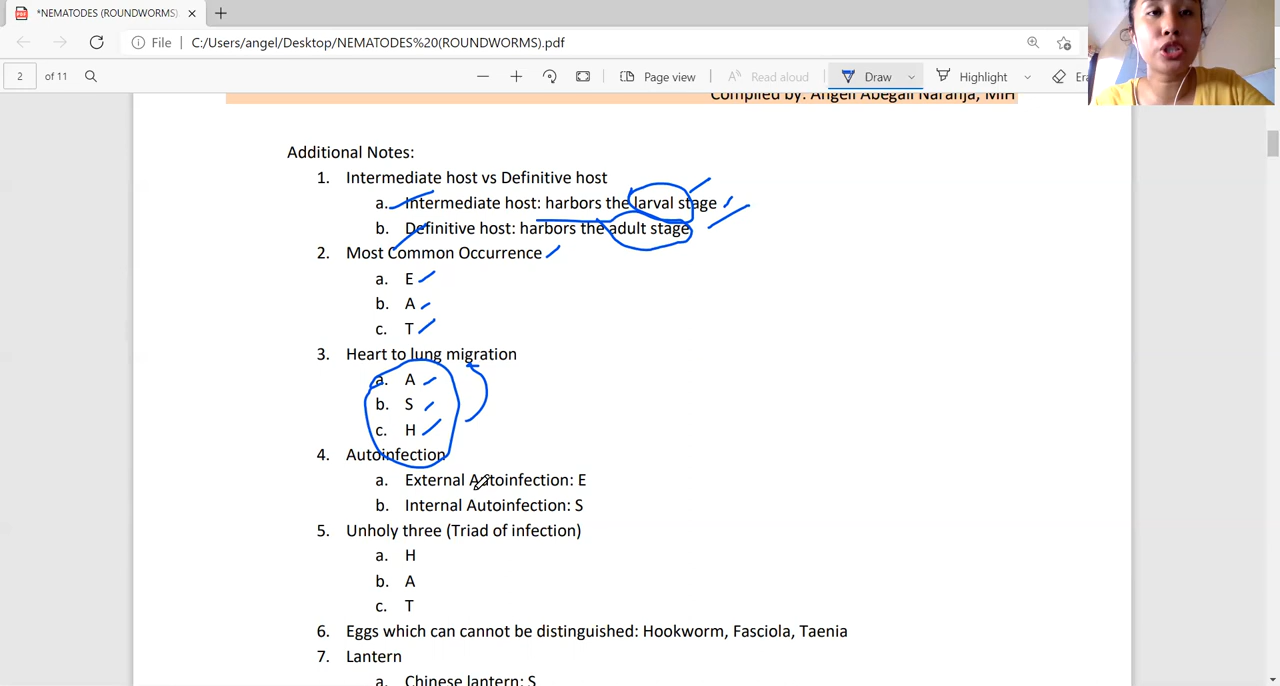 *NEMATODES (ROUNDWORMS)
File C:/Users/angel/Desktop/NEMATODES%20(ROUNDWORMS).pdf
2 of 11 Page view Read aloud Draw Highlight
Compiled by: Angeli Abegail Naranja, MIH
Additional Notes:
1. Intermediate host vs Definitive host
a. Intermediate host: harbors the larval stage
b. Definitive host: harbors the adult stage
2. Most Common Occurrence
a. E
b. A
c. T
3. Heart to lung migration
a. A
b. S
c. H
4. Autoinfection
a. External Autoinfection: E
b. Internal Autoinfection: S
5. Unholy three (Triad of infection)
a. H
b. A
c. T
6. Eggs which can cannot be distinguished: Hookworm, Fasciola, Taenia
7. Lantern
a. Chinese lantern: S